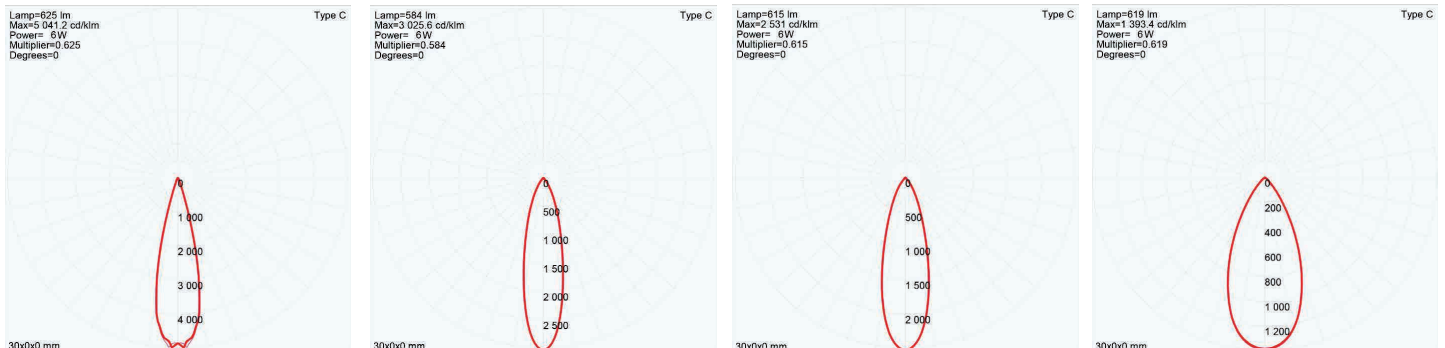 Lamp=625 lm
Type C
Max=5 041.2 cd/klm
Power= 6W
Multiplier=0.625
Degrees=0
0
1 000
2 000
3 000
4 000
30x0x0 mm
Lamp=584 lm
Type C
Max=3 025.6 cd/klm
Power= 6W
Multiplier=0.584
Degrees=0
0
500
1 000
1 500
2 000
2 500
30x0x0 mm
Lamp=615 lm
Type C
Max=2 531 cd/klm
Power= 6W
Multiplier=0.615
Degrees=0
0
500
1 000
1 500
2 000
30x0x0 mm
Lamp=619 lm
Type C
Max=1 393.4 cd/klm
Power= 6W
Multiplier=0.619
Degrees=0
0
200
400
600
800
1 000
1 200
30x0x0 mm